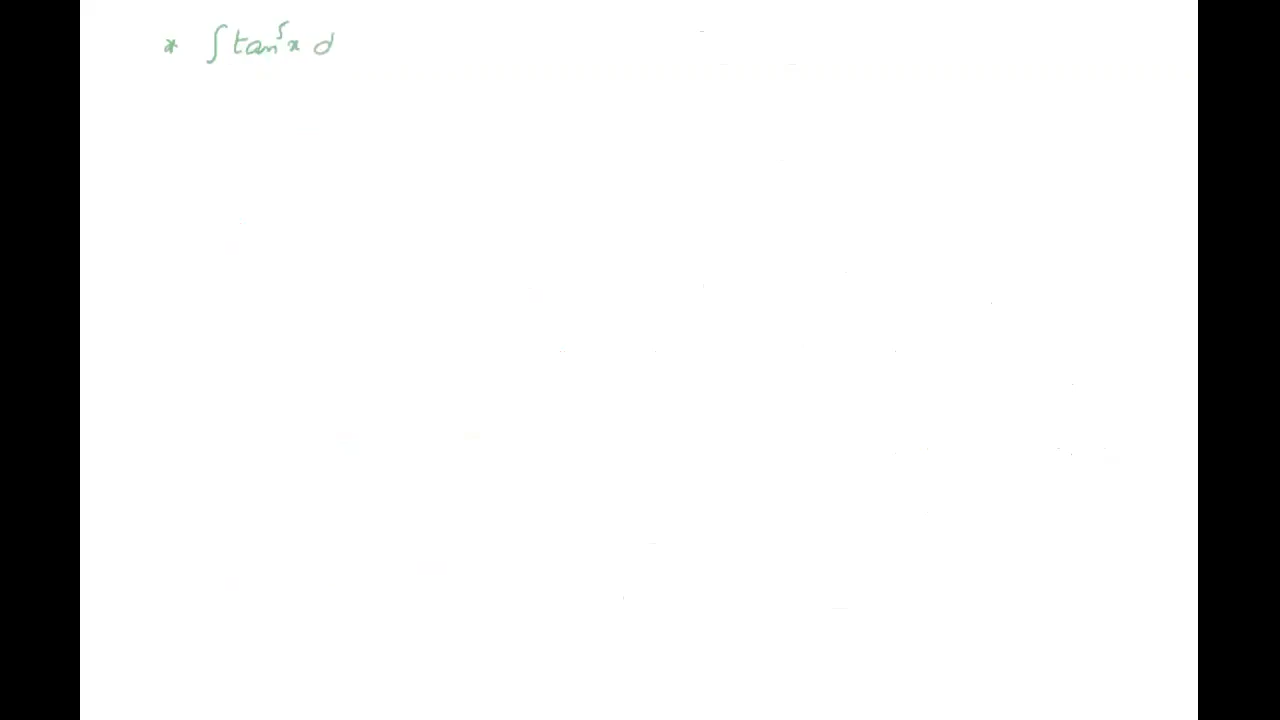 * ∫ tan⁵x d